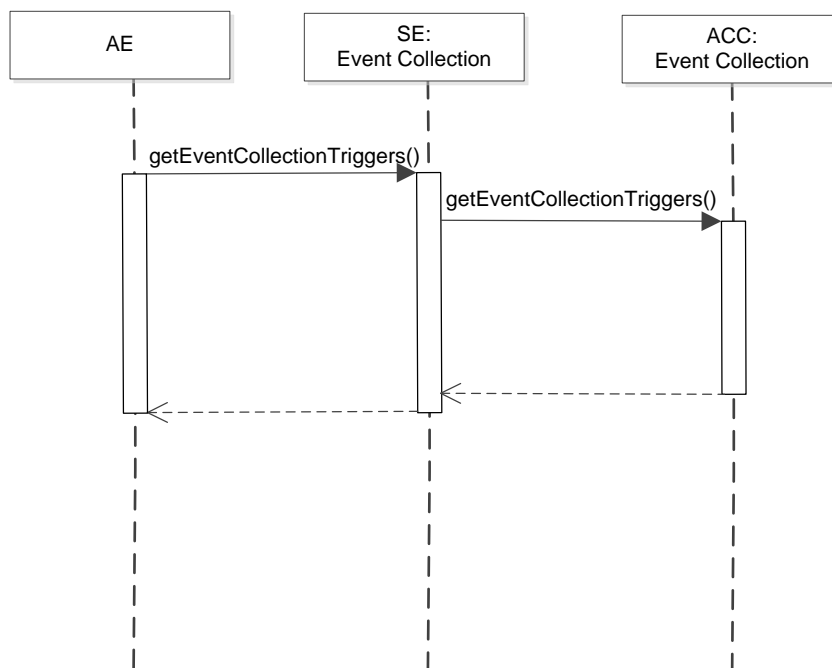 AE
SE:
Event Collection
ACC:
Event Collection
getEventCollectionTriggers()
getEventCollectionTriggers()